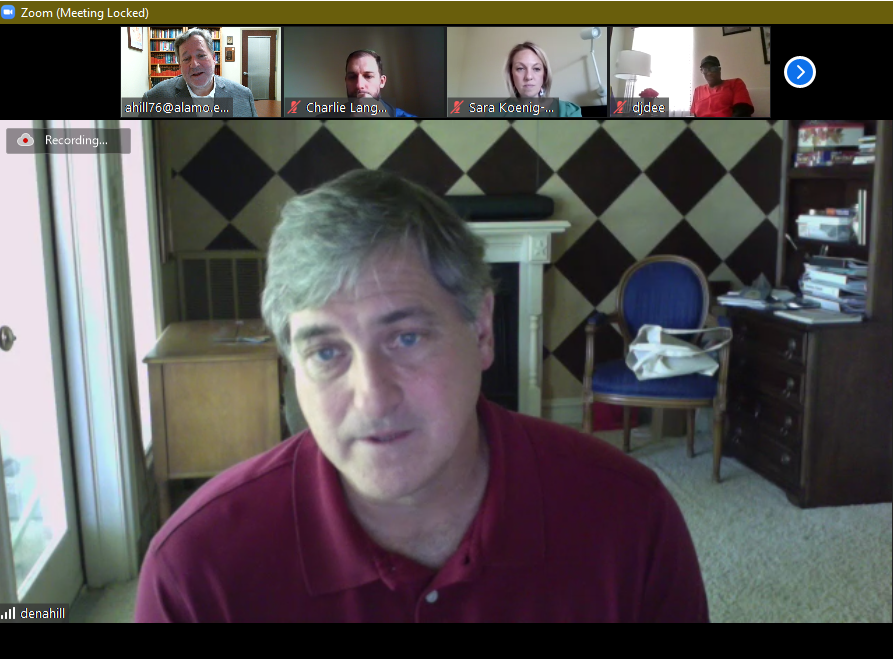 Zoom (Meeting Locked)
ahill76@alamo.e...
Charlie Lang...
Sara Koenig-...
djdee
Recording...
denahill